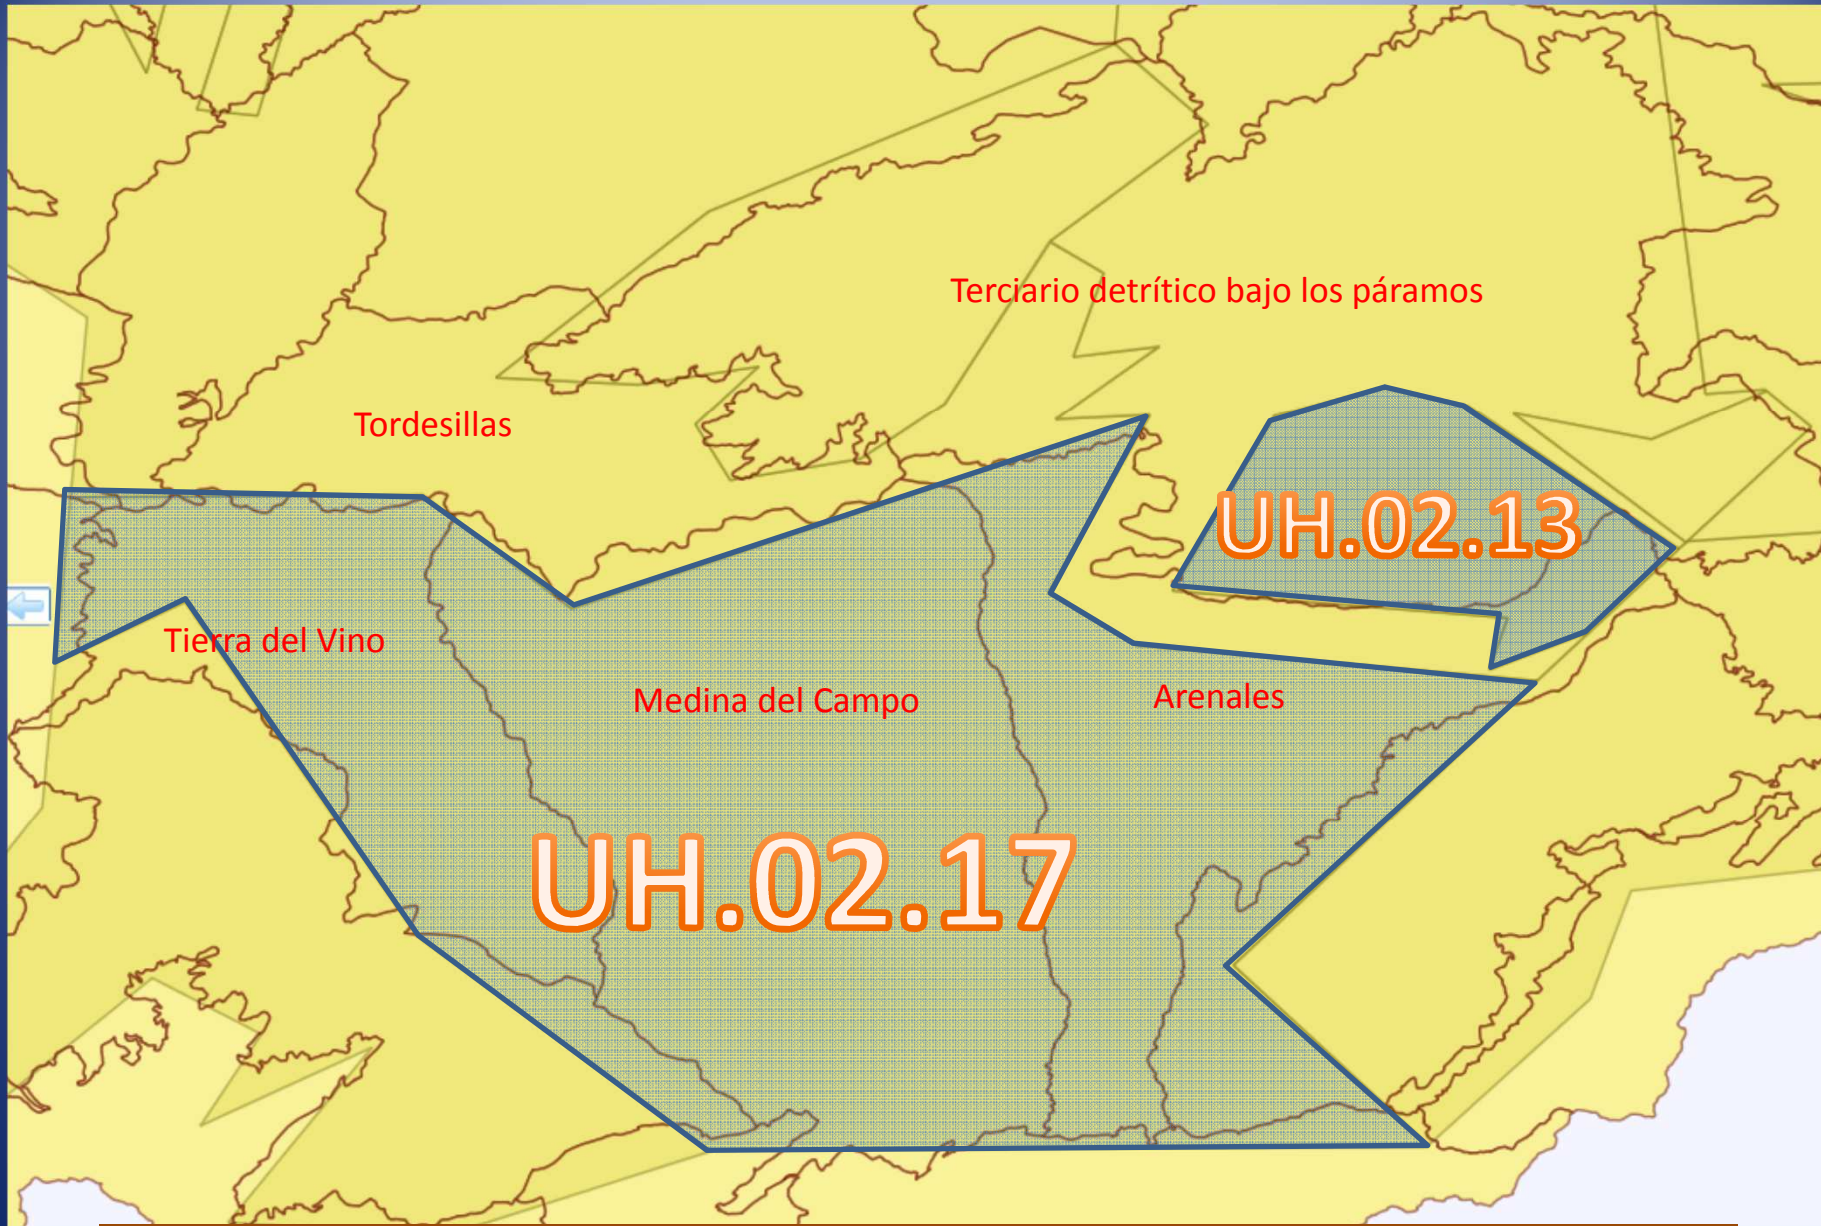 Terciario detrítico bajo los páramos
Tordesillas
UH.02.13
Tierra del Vino
Medina del Campo
Arenales
UH.02.17